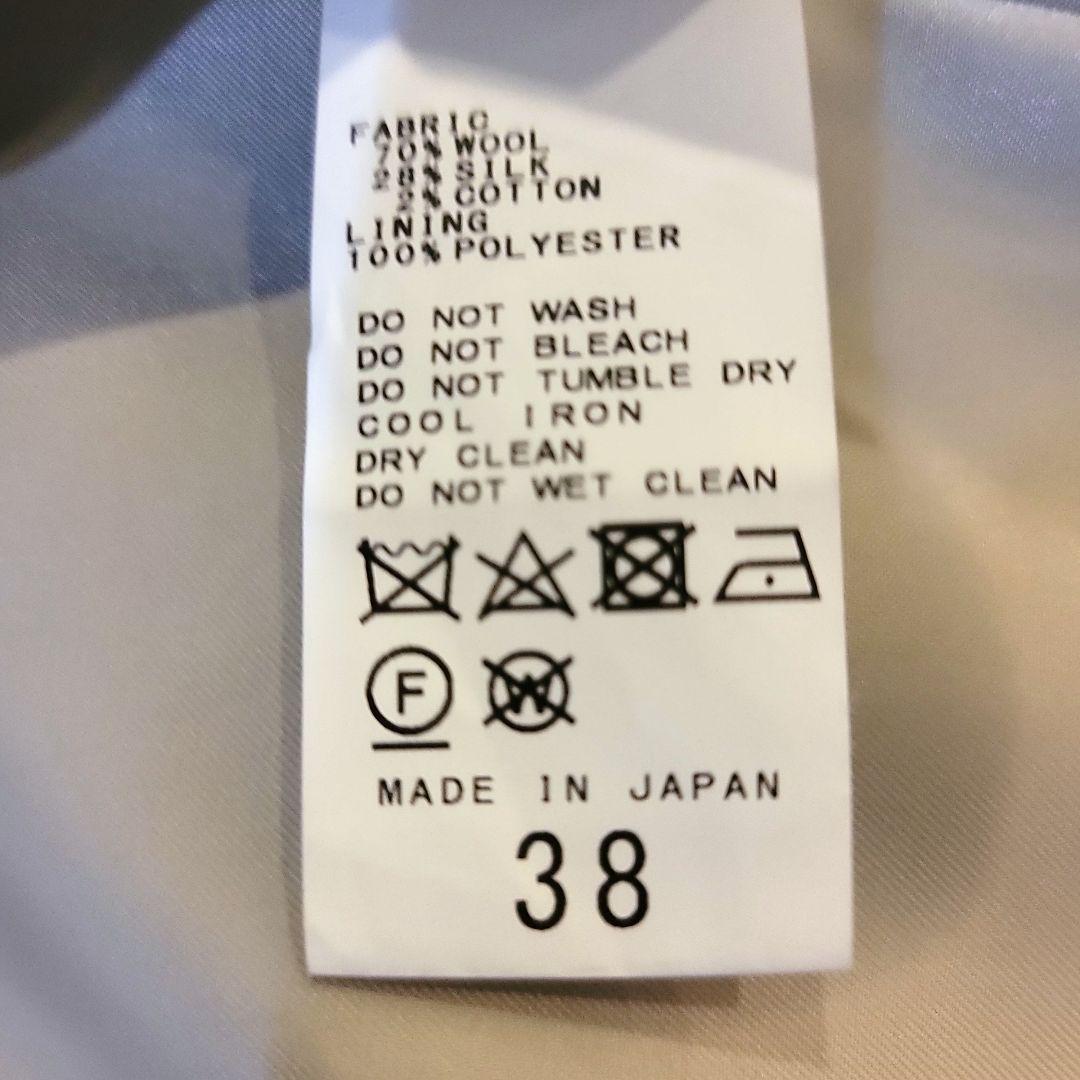 FABRIC
70% WOOL
28% SILK
2% COTTON
LINING
100% POLYESTER
DO NOT WASH
DO NOT BLEACH
DO NOT TUMBLE DRY
COOL IRON
DRY CLEAN
DO NOT WET CLEAN
F W
MADE IN JAPAN
38